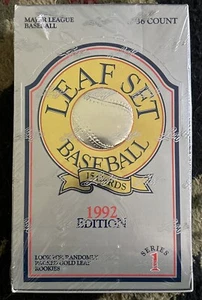 MAJOR LEAGUE
BASEBALL
36 COUNT
LEAF SET
BASEBALL
15 CARDS
1992
EDITION
LOOK FOR RANDOMLY
PACKED GOLD LEAF
ROOKIES
SERIES
1